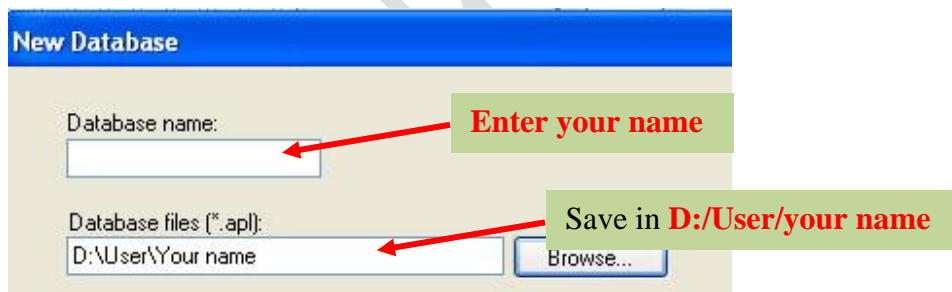 New Database
Database name:
Enter your name
Database files (*.apl):
Save in D:/User/your name
D:\User\Your name
Browse...